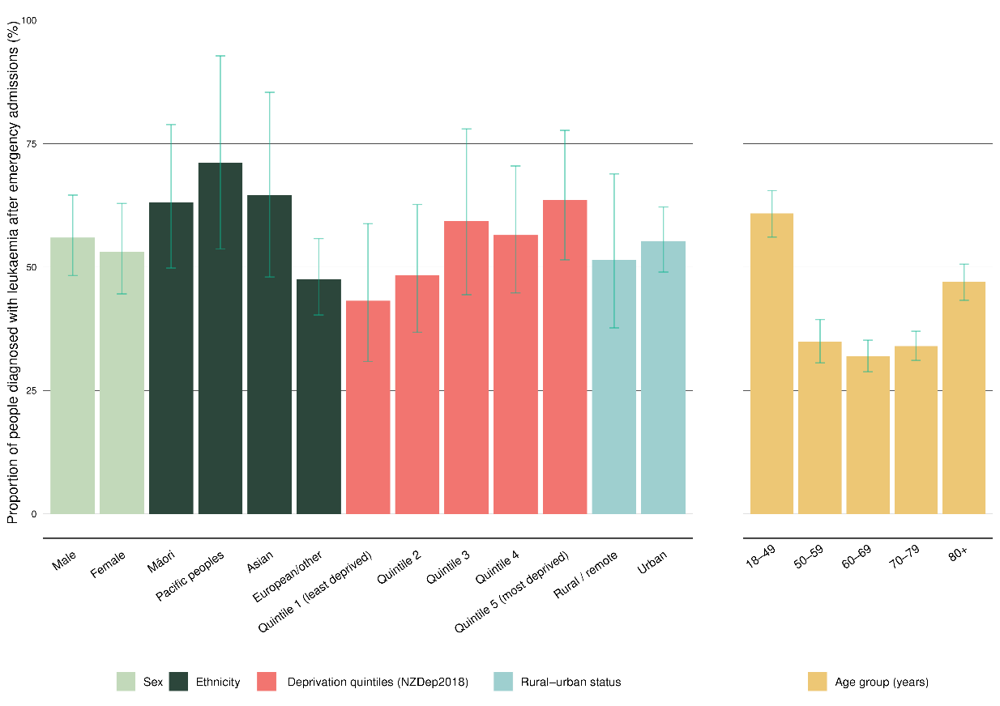 Proportion of people diagnosed with leukaemia after emergency admissions (%)
100
75
50
25
0
Male
Female
Māori
Pacific peoples
Asian
European/other
Quintile 1 (least deprived)
Quintile 2
Quintile 3
Quintile 4
Quintile 5 (most deprived)
Rural / remote
Urban
18–49
50–59
60–69
70–79
80+
Sex
Ethnicity
Deprivation quintiles (NZDep2018)
Rural−urban status
Age group (years)